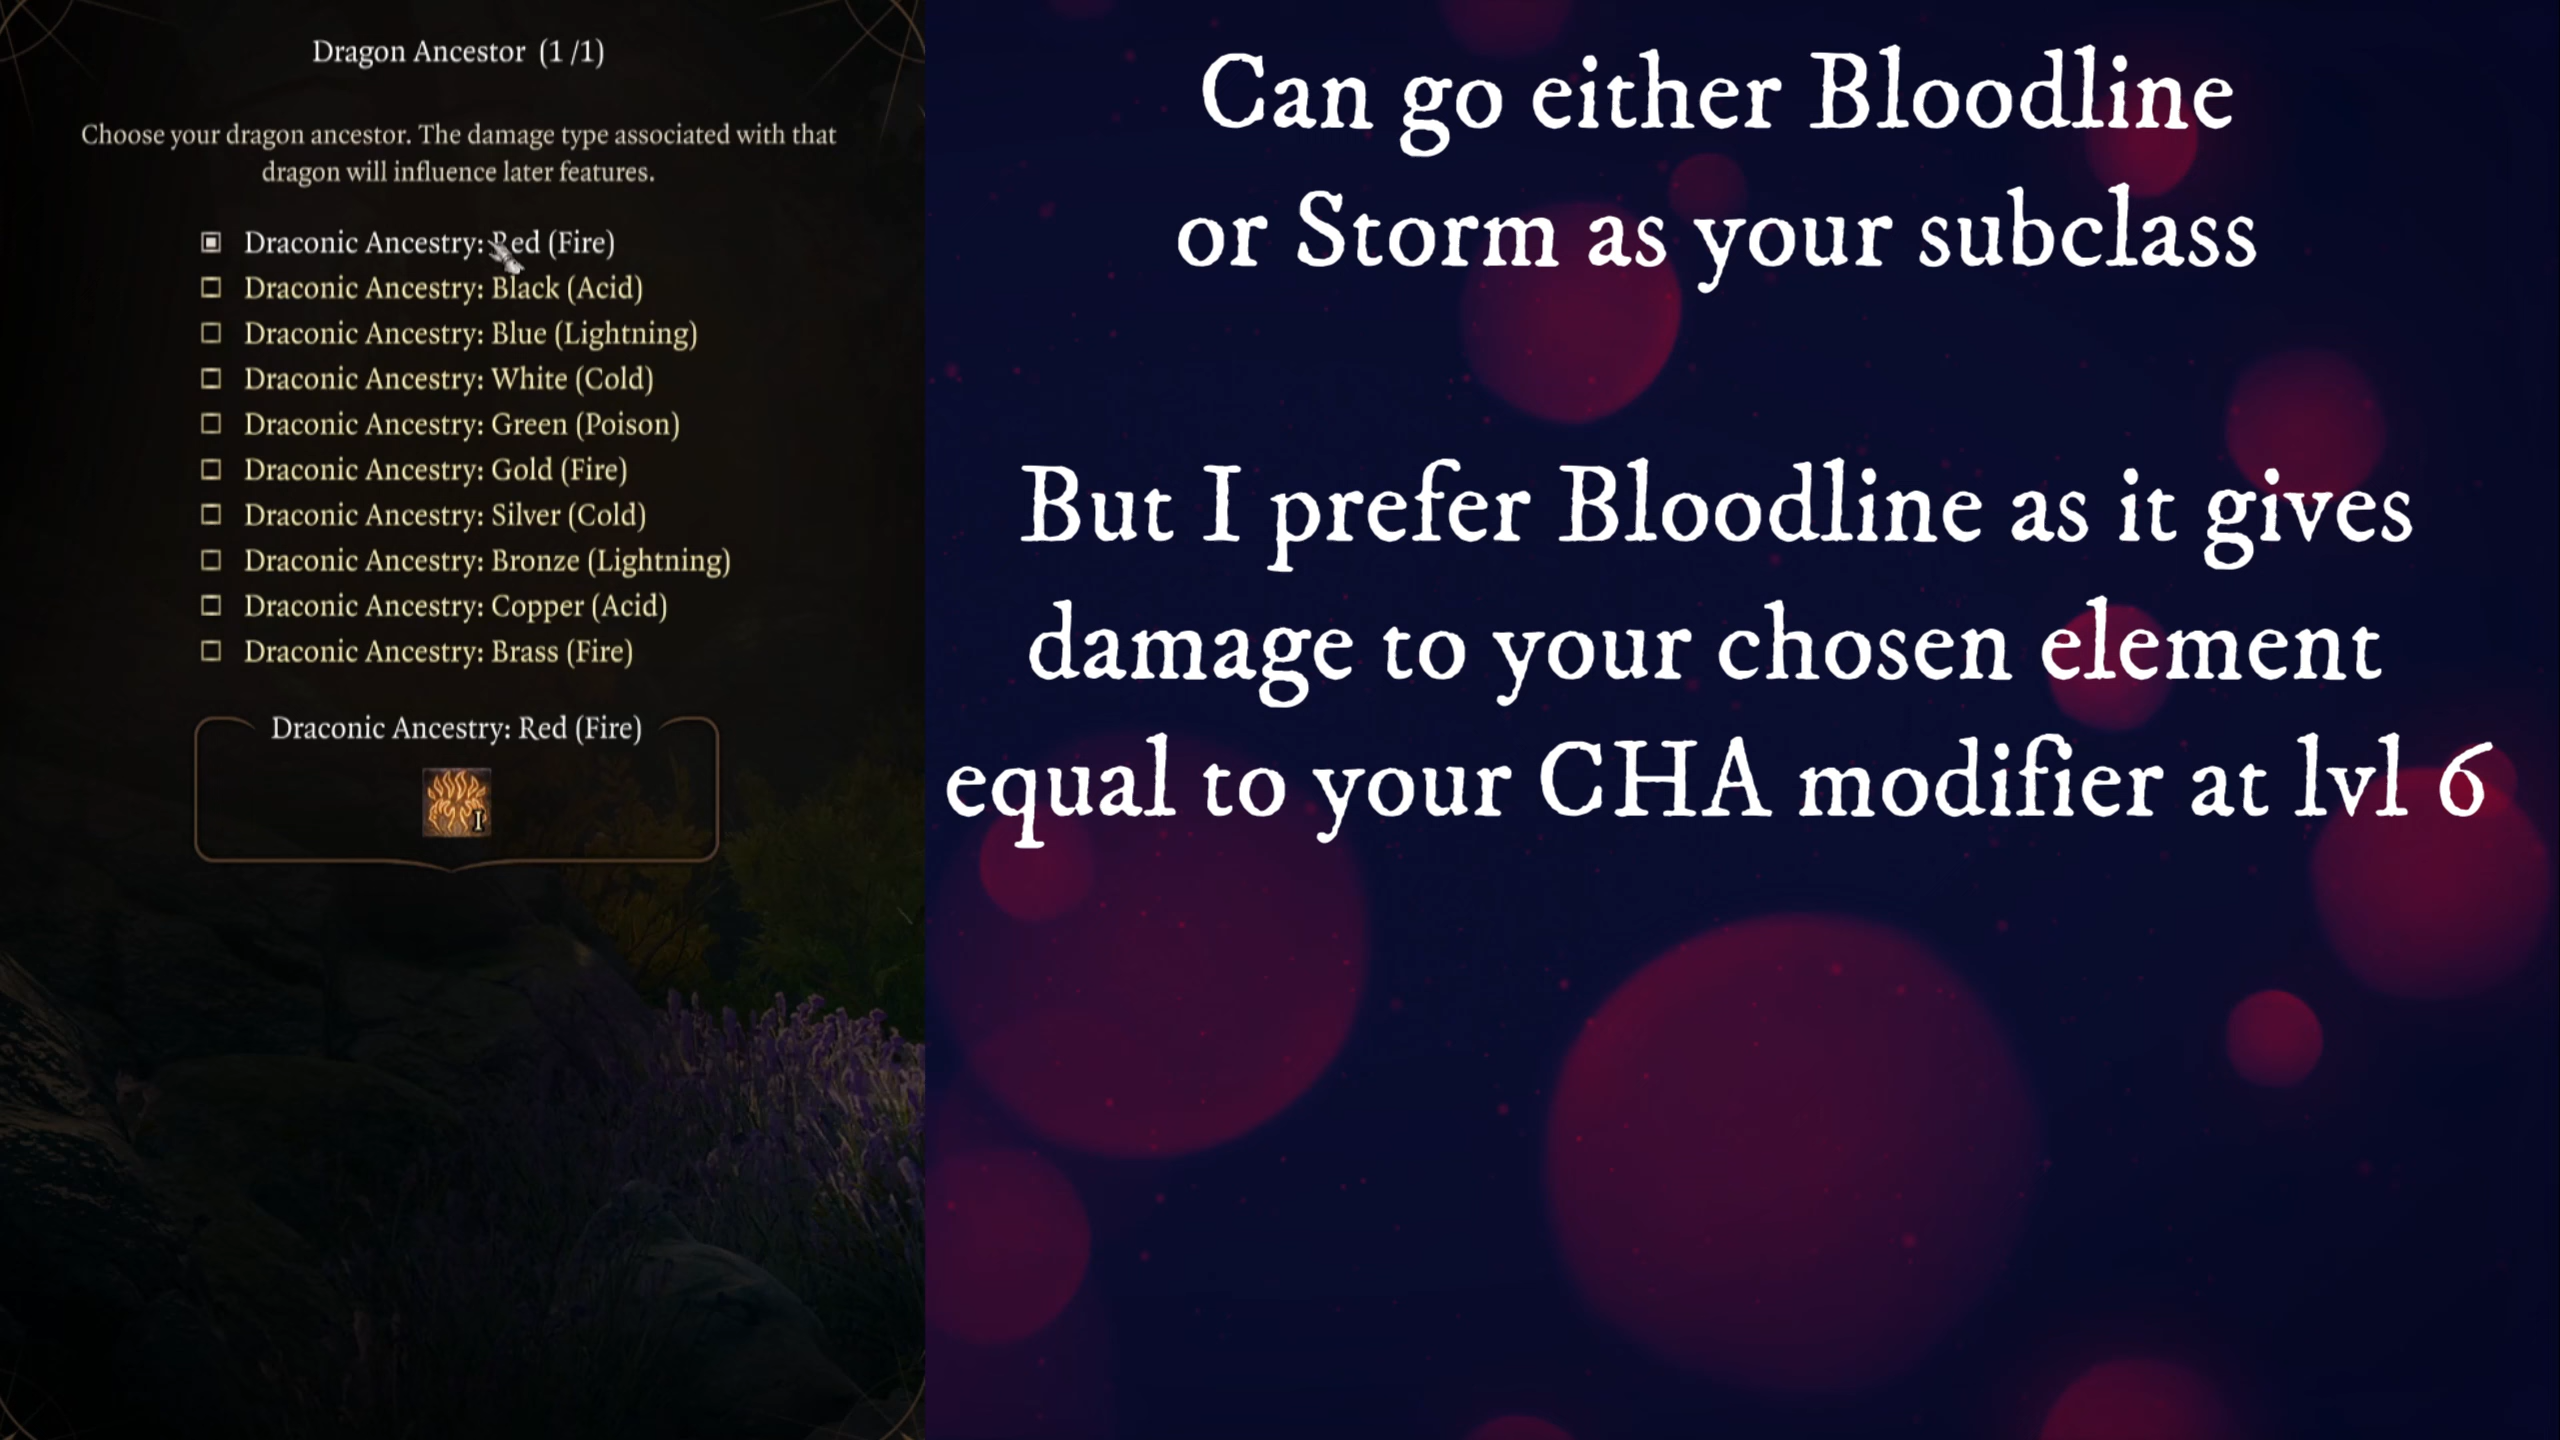 Dragon Ancestor (1 /1)
Choose your dragon ancestor. The damage type associated with that
dragon will influence later features.
Draconic Ancestry: Red (Fire)
Draconic Ancestry: Black (Acid)
Draconic Ancestry: Blue (Lightning)
Draconic Ancestry: White (Cold)
Draconic Ancestry: Green (Poison)
Draconic Ancestry: Gold (Fire)
Draconic Ancestry: Silver (Cold)
Draconic Ancestry: Bronze (Lightning)
Draconic Ancestry: Copper (Acid)
Draconic Ancestry: Brass (Fire)
Draconic Ancestry: Red (Fire)
I
Can go either Bloodline
or Storm as your subclass
But I prefer Bloodline as it gives
damage to your chosen element
equal to your CHA modifier at lvl 6